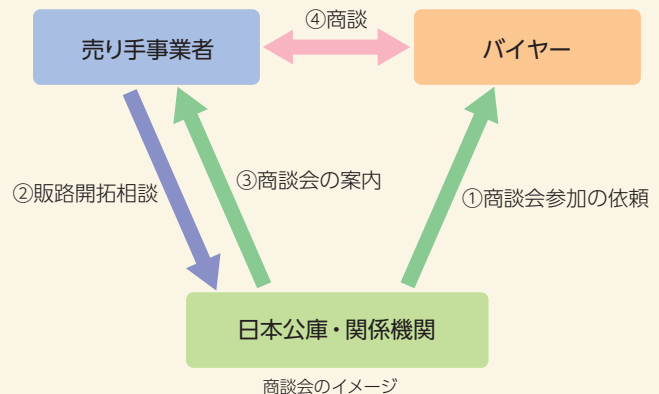 ④商談
売り手事業者
バイヤー
②販路開拓相談
③商談会の案内
①商談会参加の依頼
日本公庫・関係機関
商談会のイメージ